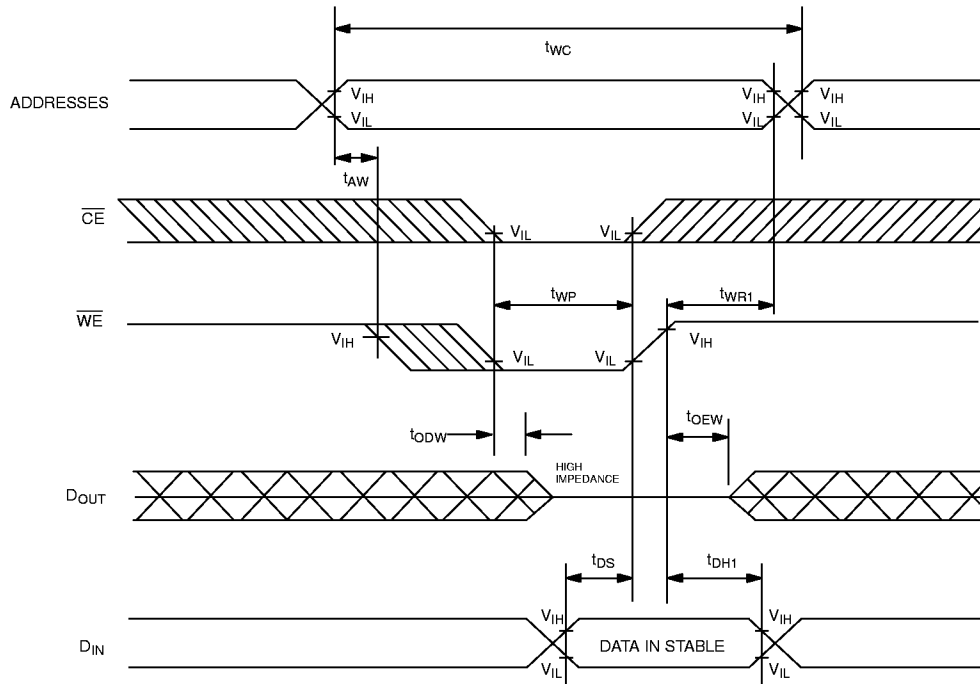 tWC
ADDRESSES
VIH VIH VIH
VIL VIL VIL
tAW
CE
VIL VIL
tWP tWR1
WE
VIH VIH
VIL VIL
tODW tOEW
HIGH
IMPEDANCE
DOUT
tDS tDH1
VIH VIH
DIN DATA IN STABLE
VIL VIL